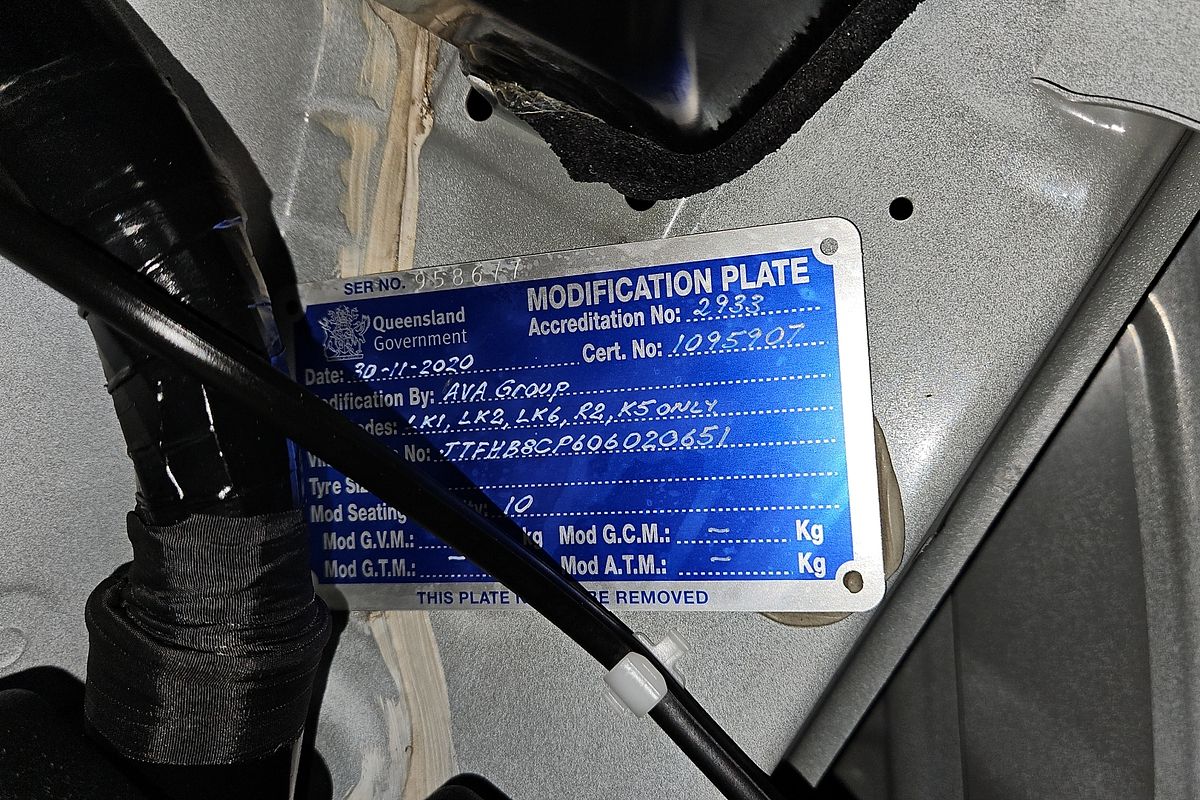 SER NO. 958677
MODIFICATION PLATE
Queensland
Government
Accreditation No: 2933
Cert. No: 1095907
Date: 30-11-2020
Modification By: AVA Group
LK1, LK2, LK6, R2, K5 ONLY
No: JTFHB8CP606020651
Tyre
Mod Seating 10
Mod G.V.M.: kg Mod G.C.M.: ~ Kg
Mod G.T.M.: – Mod A.T.M.: ~ Kg
THIS PLATE BE REMOVED